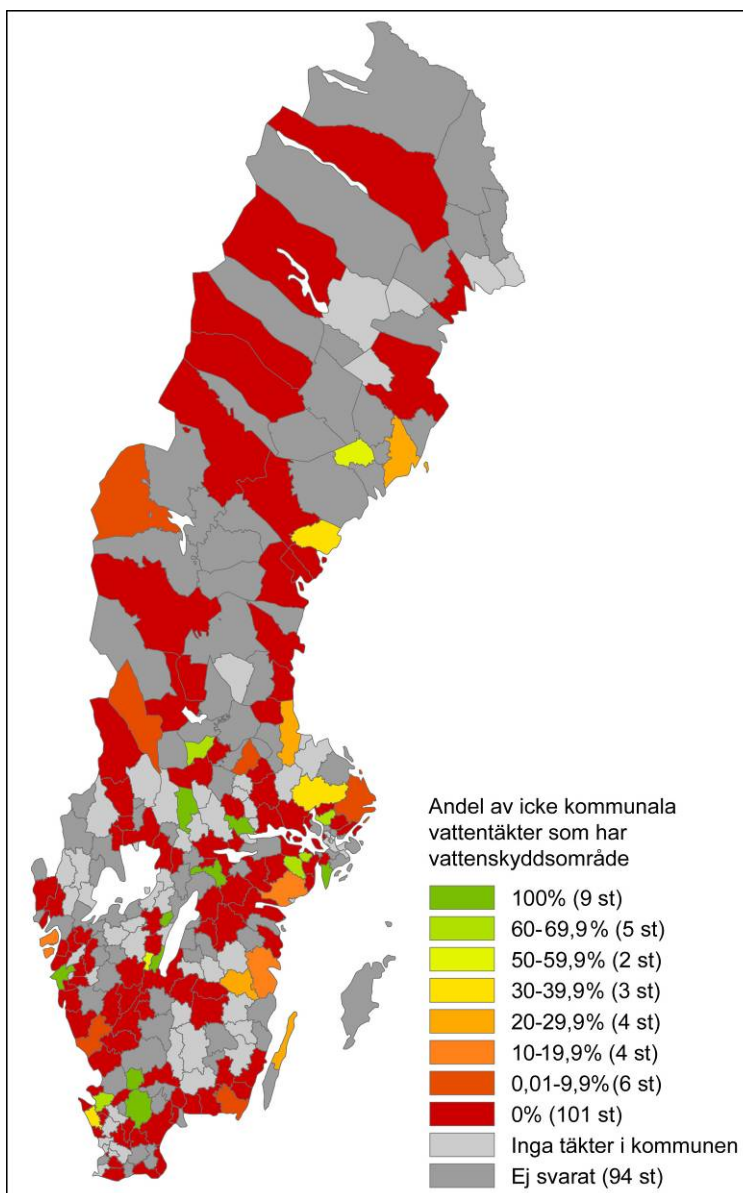 Andel av icke kommunala
vattentäkter som har
vattenskyddsområde
100% (9 st)
60-69,9% (5 st)
50-59,9% (2 st)
30-39,9% (3 st)
20-29,9% (4 st)
10-19,9% (4 st)
0,01-9,9% (6 st)
0% (101 st)
Inga täkter i kommunen
Ej svarat (94 st)